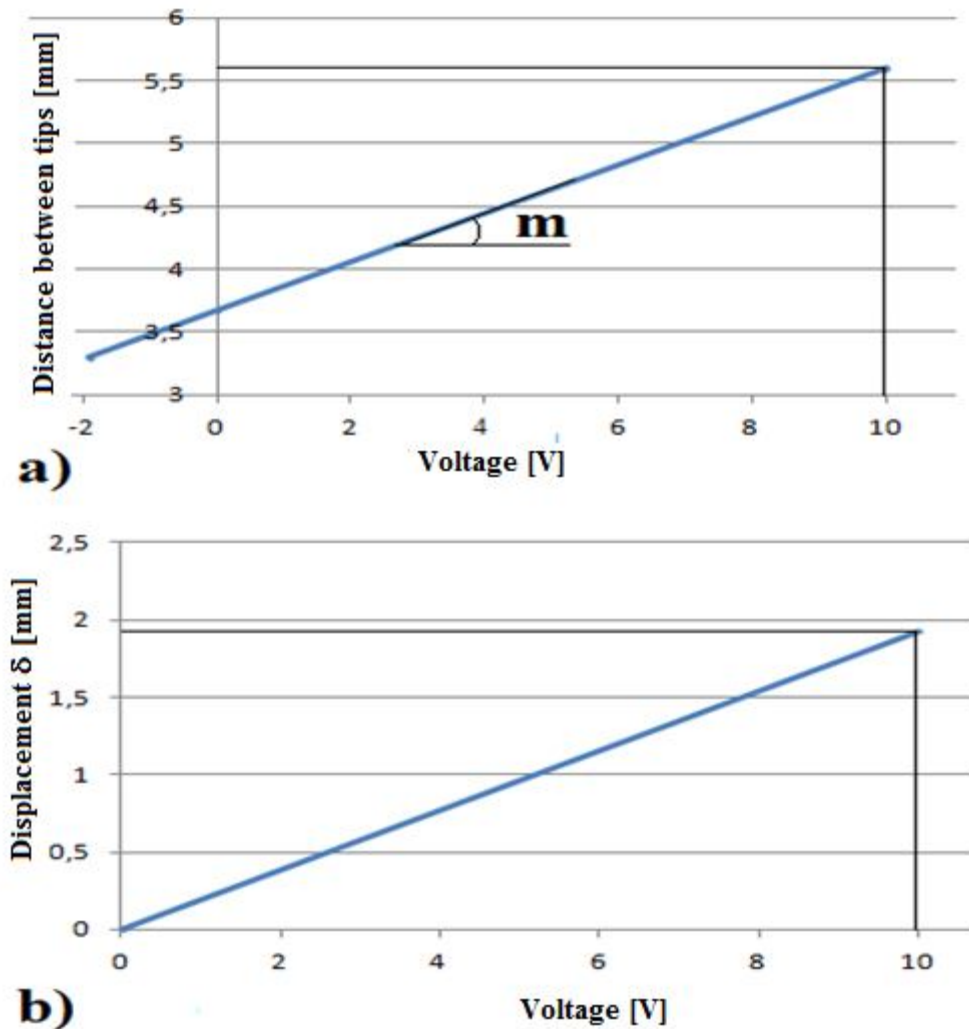 6
5,5
5
4,5
4
3,5
3
Distance between tips [mm]
m
-2 0 2 4 6 8 10
Voltage [V]
a)
2,5
2
1,5
1
0,5
0
Displacement δ [mm]
0 2 4 6 8 10
Voltage [V]
b)